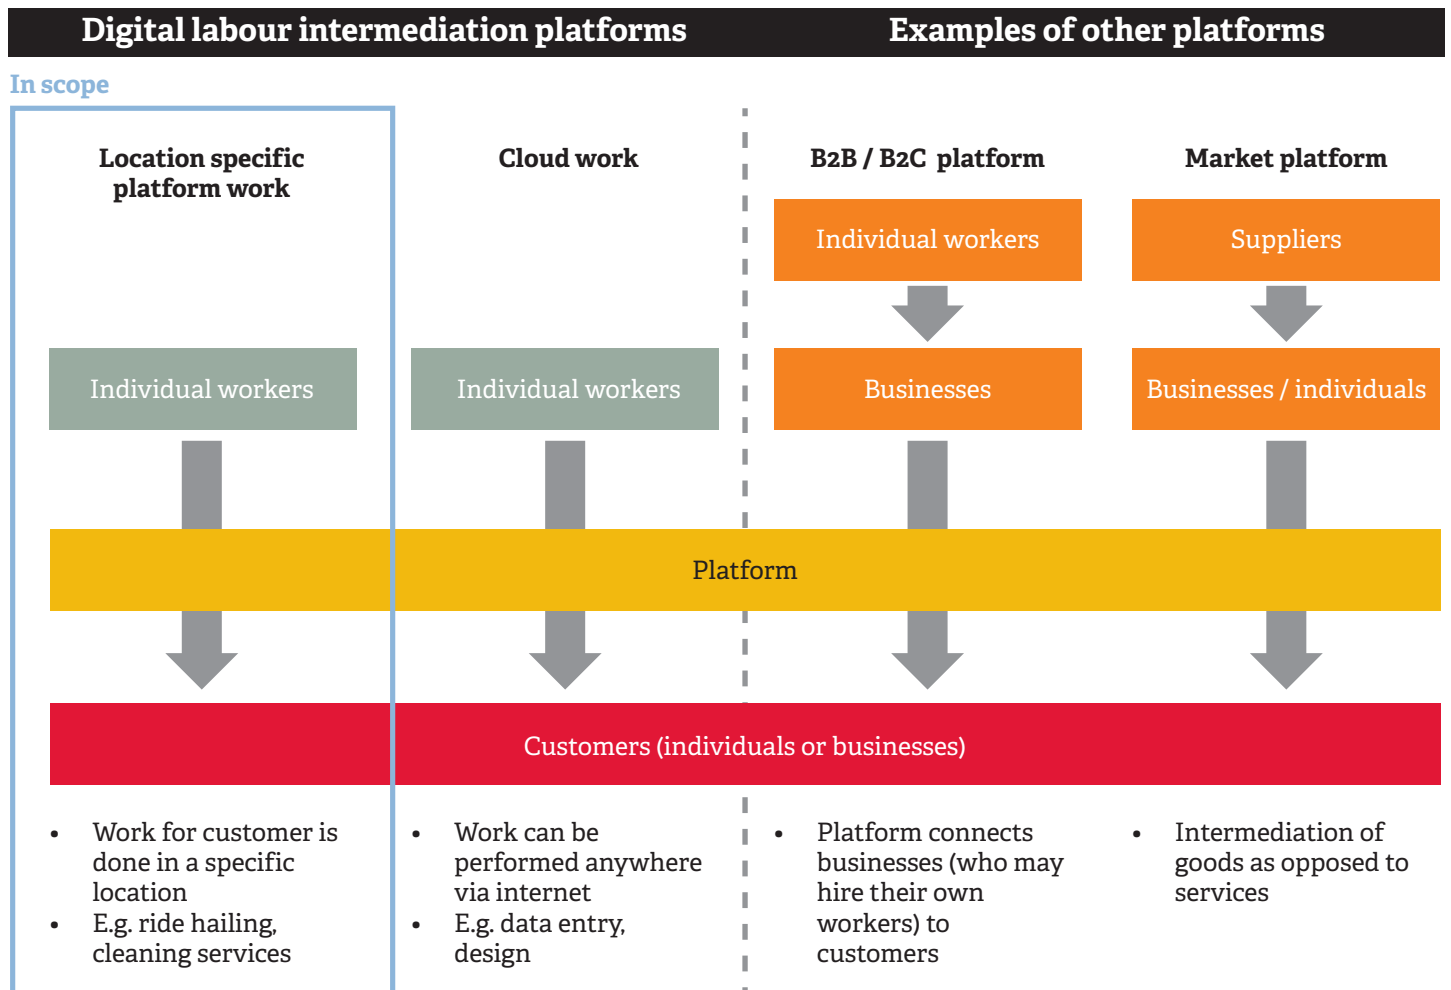 Digital labour intermediation platforms
Examples of other platforms
In scope
Location specific
platform work
Cloud work
B2B / B2C platform
Market platform
Individual workers
Suppliers
Individual workers
Individual workers
Businesses
Businesses / individuals
Platform
Customers (individuals or businesses)
• Work for customer is
done in a specific
location
• E.g. ride hailing,
cleaning services
• Work can be
performed anywhere
via internet
• E.g. data entry,
design
• Platform connects
businesses (who may
hire their own
workers) to
customers
• Intermediation of
goods as opposed to
services